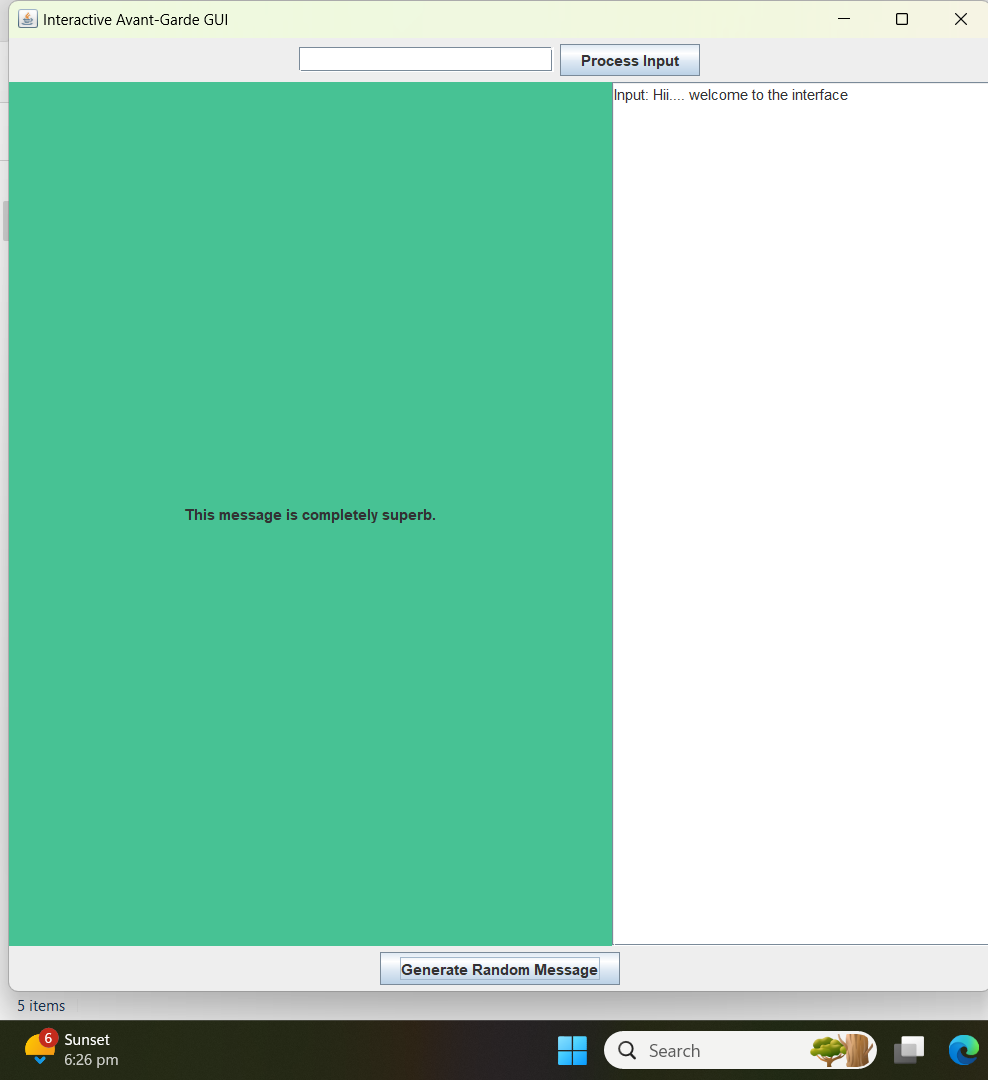 Interactive Avant-Garde GUI
Process Input
Input: Hii.... welcome to the interface
This message is completely superb.
Generate Random Message
5 items
6
Sunset
6:26 pm
Search